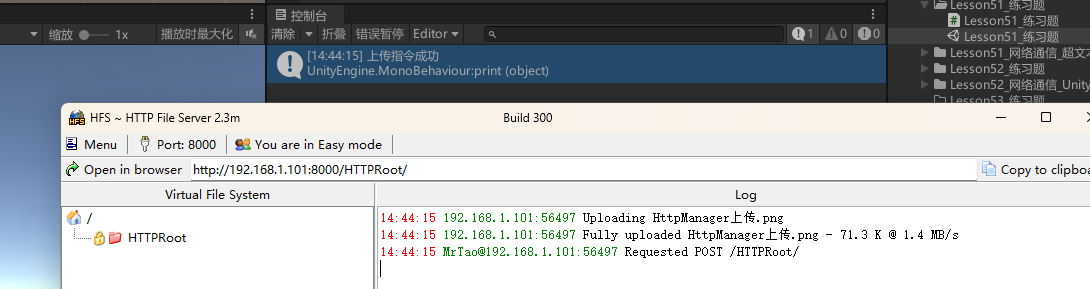 控制台
Lesson51_练习题
Lesson51_练习题
缩放 1x 播放时最大化
清除 折叠 错误暂停 Editor
1 0 0
Lesson51_练习题
[14:44:15] 上传指令成功
UnityEngine.MonoBehaviour:print (object)
Lesson51_网络通信_超文本
Lesson52_练习题
Lesson52_网络通信_Unity
Lesson53_练习题
HFS ~ HTTP File Server 2.3m Build 300
Menu Port: 8000 You are in Easy mode
Open in browser http://192.168.1.101:8000/HTTPRoot/ Copy to clipboa
Virtual File System Log
/
HTTPRoot
14:44:15 192.168.1.101:56497 Uploading HttpManager上传.png
14:44:15 192.168.1.101:56497 Fully uploaded HttpManager上传.png - 71.3 K @ 1.4 MB/s
14:44:15 MrTao@192.168.1.101:56497 Requested POST /HTTPRoot/